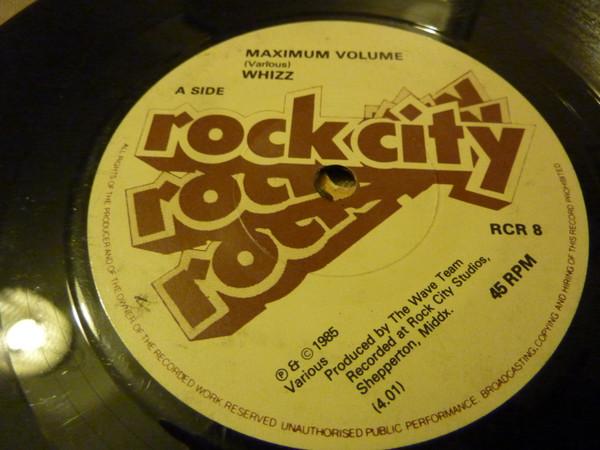 MAXIMUM VOLUME
(Various)
WHIZZ
A SIDE
rock city
rock
rock
RCR 8
45 RPM
℗ & © 1985
Various
Produced by The Wave Team
Recorded at Rock City Studios,
Shepperton, Middx.
(4.01)
ALL RIGHTS OF THE PRODUCER AND OF THE OWNER OF THE RECORDED WORK RESERVED UNAUTHORISED PUBLIC PERFORMANCE. BROADCASTING, COPYING AND HIRING OF THIS RECORD PROHIBITED